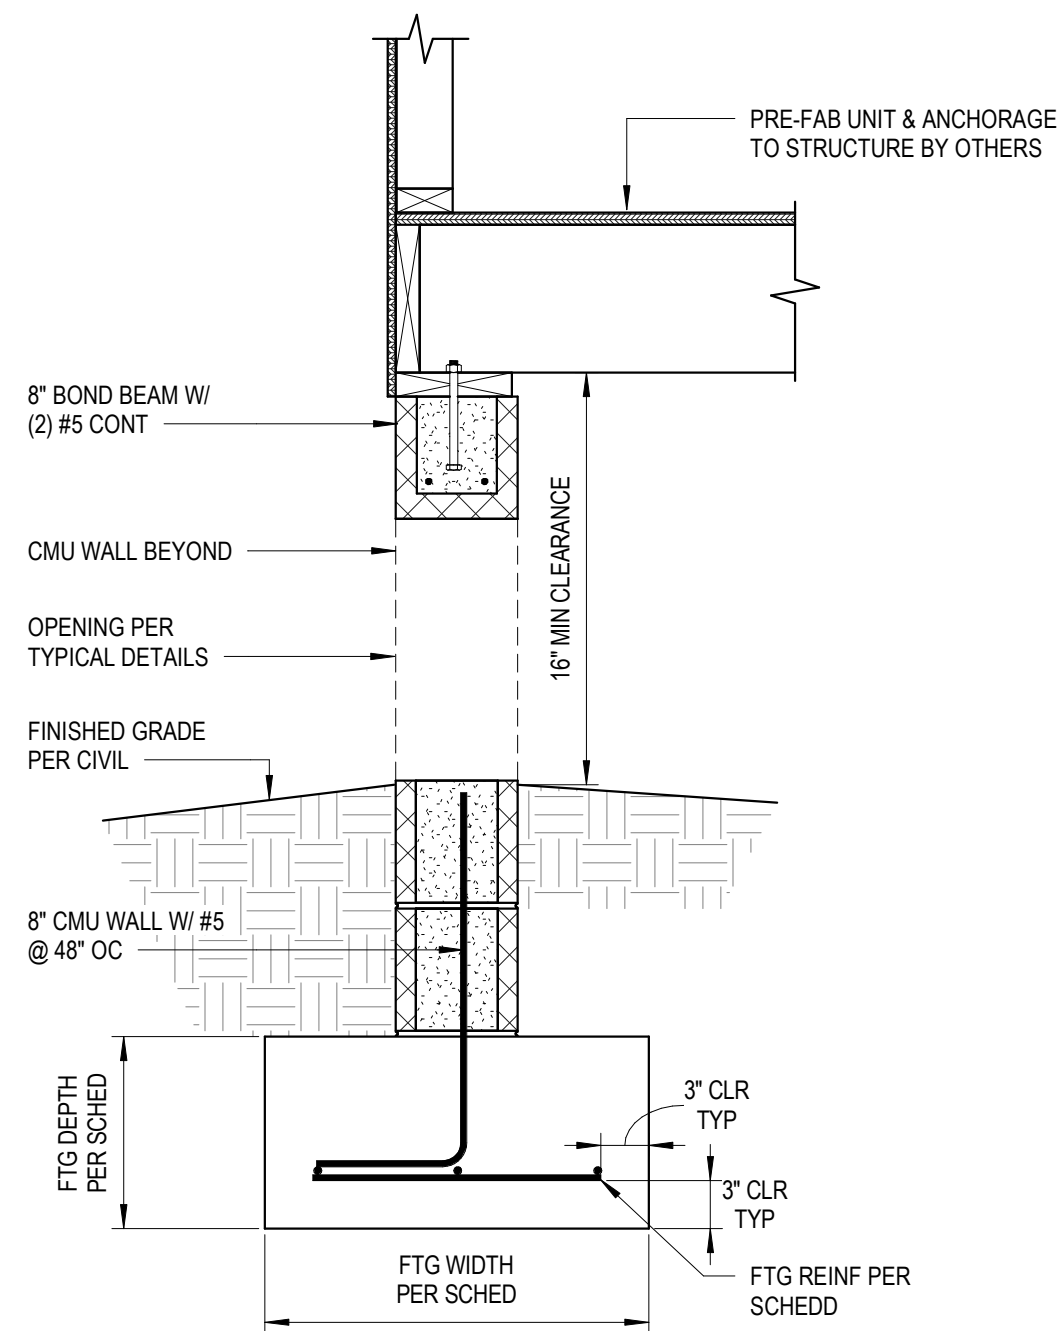 PRE-FAB UNIT & ANCHORAGE
TO STRUCTURE BY OTHERS
8" BOND BEAM W/
(2) #5 CONT
CMU WALL BEYOND
16" MIN CLEARANCE
OPENING PER
TYPICAL DETAILS
FINISHED GRADE
PER CIVIL
8" CMU WALL W/ #5
@ 48" OC
FTG DEPTH
PER SCHED
3" CLR
TYP
3" CLR
TYP
FTG WIDTH
PER SCHED
FTG REINF PER
SCHEDD